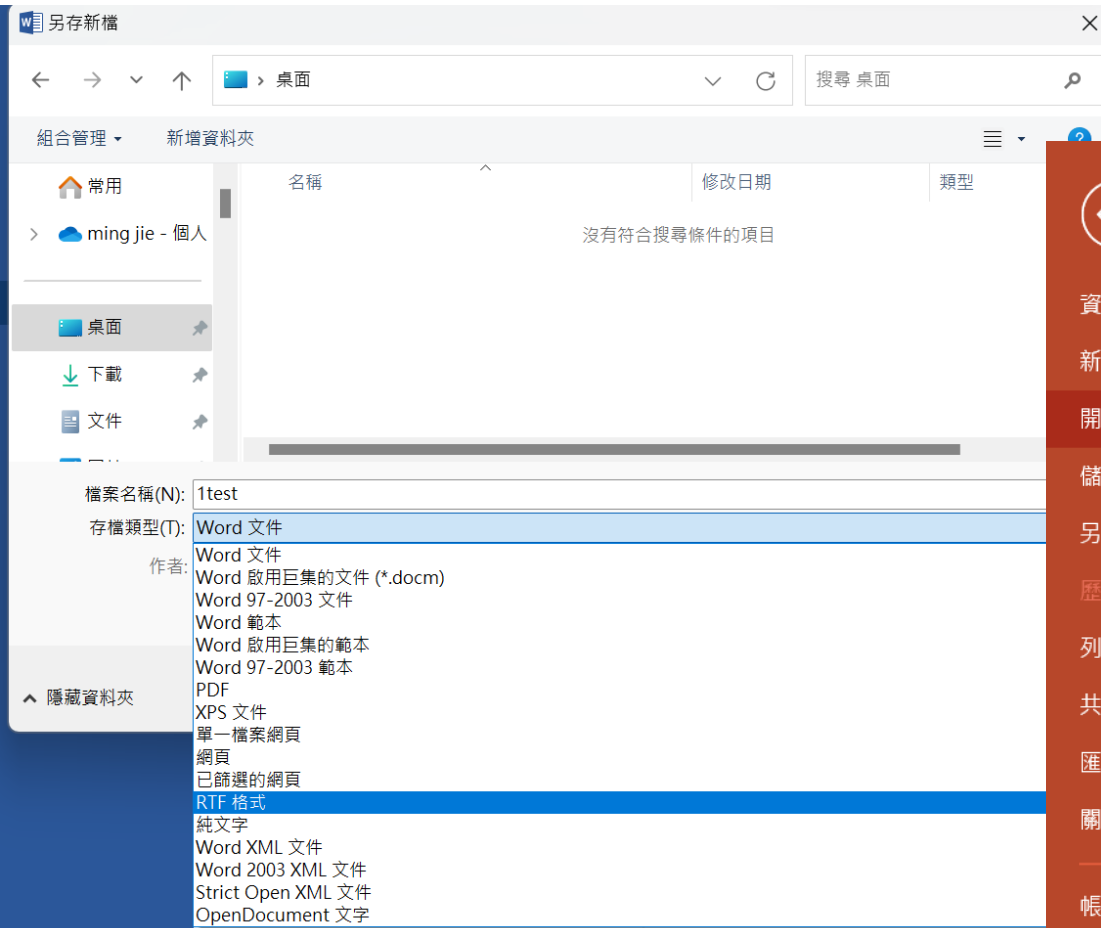 另存新檔
桌面
搜尋 桌面
組合管理
新增資料夾
?
名稱
修改日期
類型
常用
ming jie - 個人
沒有符合搜尋條件的項目
桌面
下載
文件
檔案名稱(N): 1test
存檔類型(T): Word 文件
作者:
Word 文件
Word 啟用巨集的文件 (*.docm)
Word 97-2003 文件
Word 範本
Word 啟用巨集的範本
Word 97-2003 範本
PDF
XPS 文件
單一檔案網頁
網頁
已篩選的網頁
RTF 格式
純文字
Word XML 文件
Word 2003 XML 文件
Strict Open XML 文件
OpenDocument 文字
隱藏資料夾
資
新
開
儲
另
歷
列
共
匯
關
帳